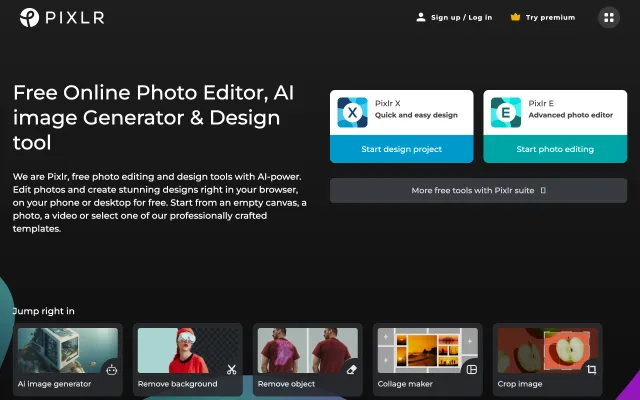 PIXLR
Sign up / Log in
Try premium
Free Online Photo Editor, AI
image Generator & Design
tool
We are Pixlr, free photo editing and design tools with AI-power.
Edit photos and create stunning designs right in your browser,
on your phone or desktop for free. Start from an empty canvas, a
photo, a video or select one of our professionally crafted
templates.
X
Pixlr X
Quick and easy design
Start design project
E
Pixlr E
Advanced photo editor
Start photo editing
More free tools with Pixlr suite
Jump right in
Ai image generator
Remove background
Remove object
Collage maker
Crop image